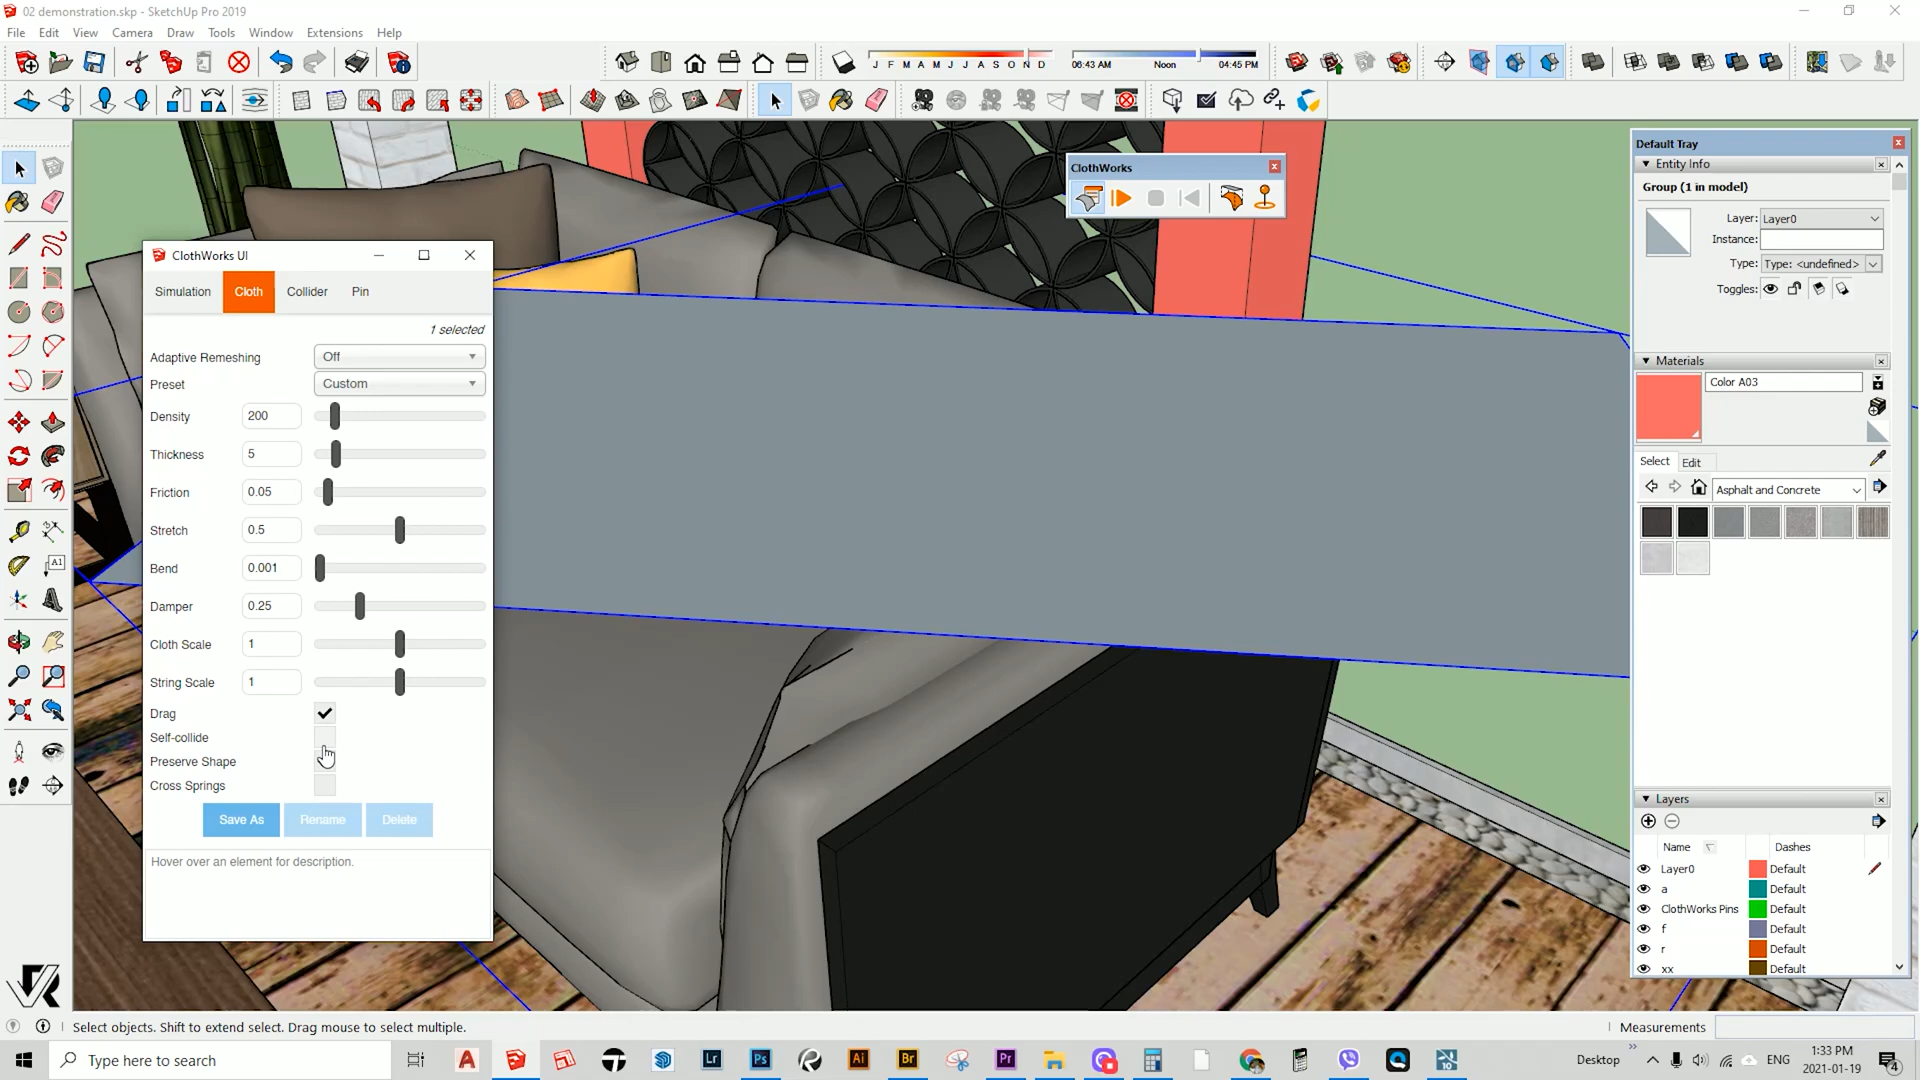 02 demonstration.skp - SketchUp Pro 2019
File Edit View Camera Draw Tools Window Extensions Help
J F M A M J J A S O N D
06:43 AM Noon 04:45 PM
ClothWorks
ClothWorks UI
Simulation Cloth Collider Pin
1 selected
Adaptive Remeshing Off
Preset Custom
Density 200
Thickness 5
Friction 0.05
Stretch 0.5
Bend 0.001
Damper 0.25
Cloth Scale 1
String Scale 1
Drag
Self-collide
Preserve Shape
Cross Springs
Save As Rename Delete
Hover over an element for description.
Default Tray
Entity Info
Group (1 in model)
Layer: Layer0
Instance:
Type: Type: <undefined>
Toggles:
Materials
Color A03
Select Edit
Asphalt and Concrete
Layers
Name Dashes
Layer0 Default
a Default
ClothWorks Pins Default
f Default
r Default
xx Default
A1
Select objects. Shift to extend select. Drag mouse to select multiple.
Measurements
Type here to search
Lr Ps Ai Br Pr
Desktop
ENG
1:33 PM
2021-01-19
4